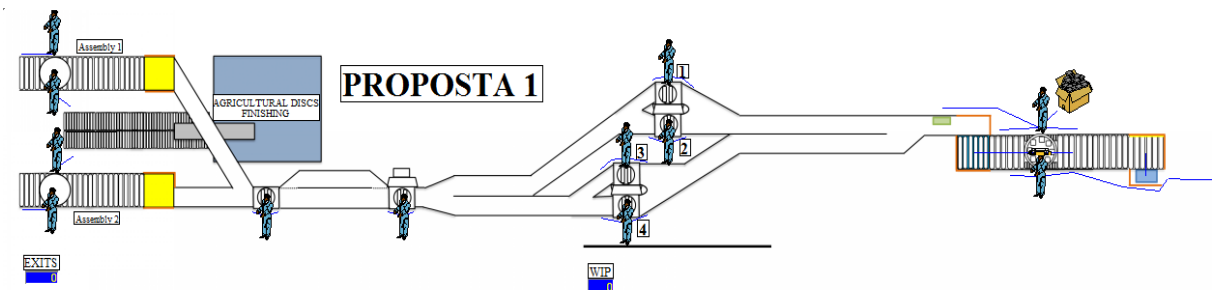 Assembly 1
AGRICULTURAL DISCS
FINISHING
PROPOSTA 1
1
2
3
4
Assembly 2
EXITS
0
WIP
0